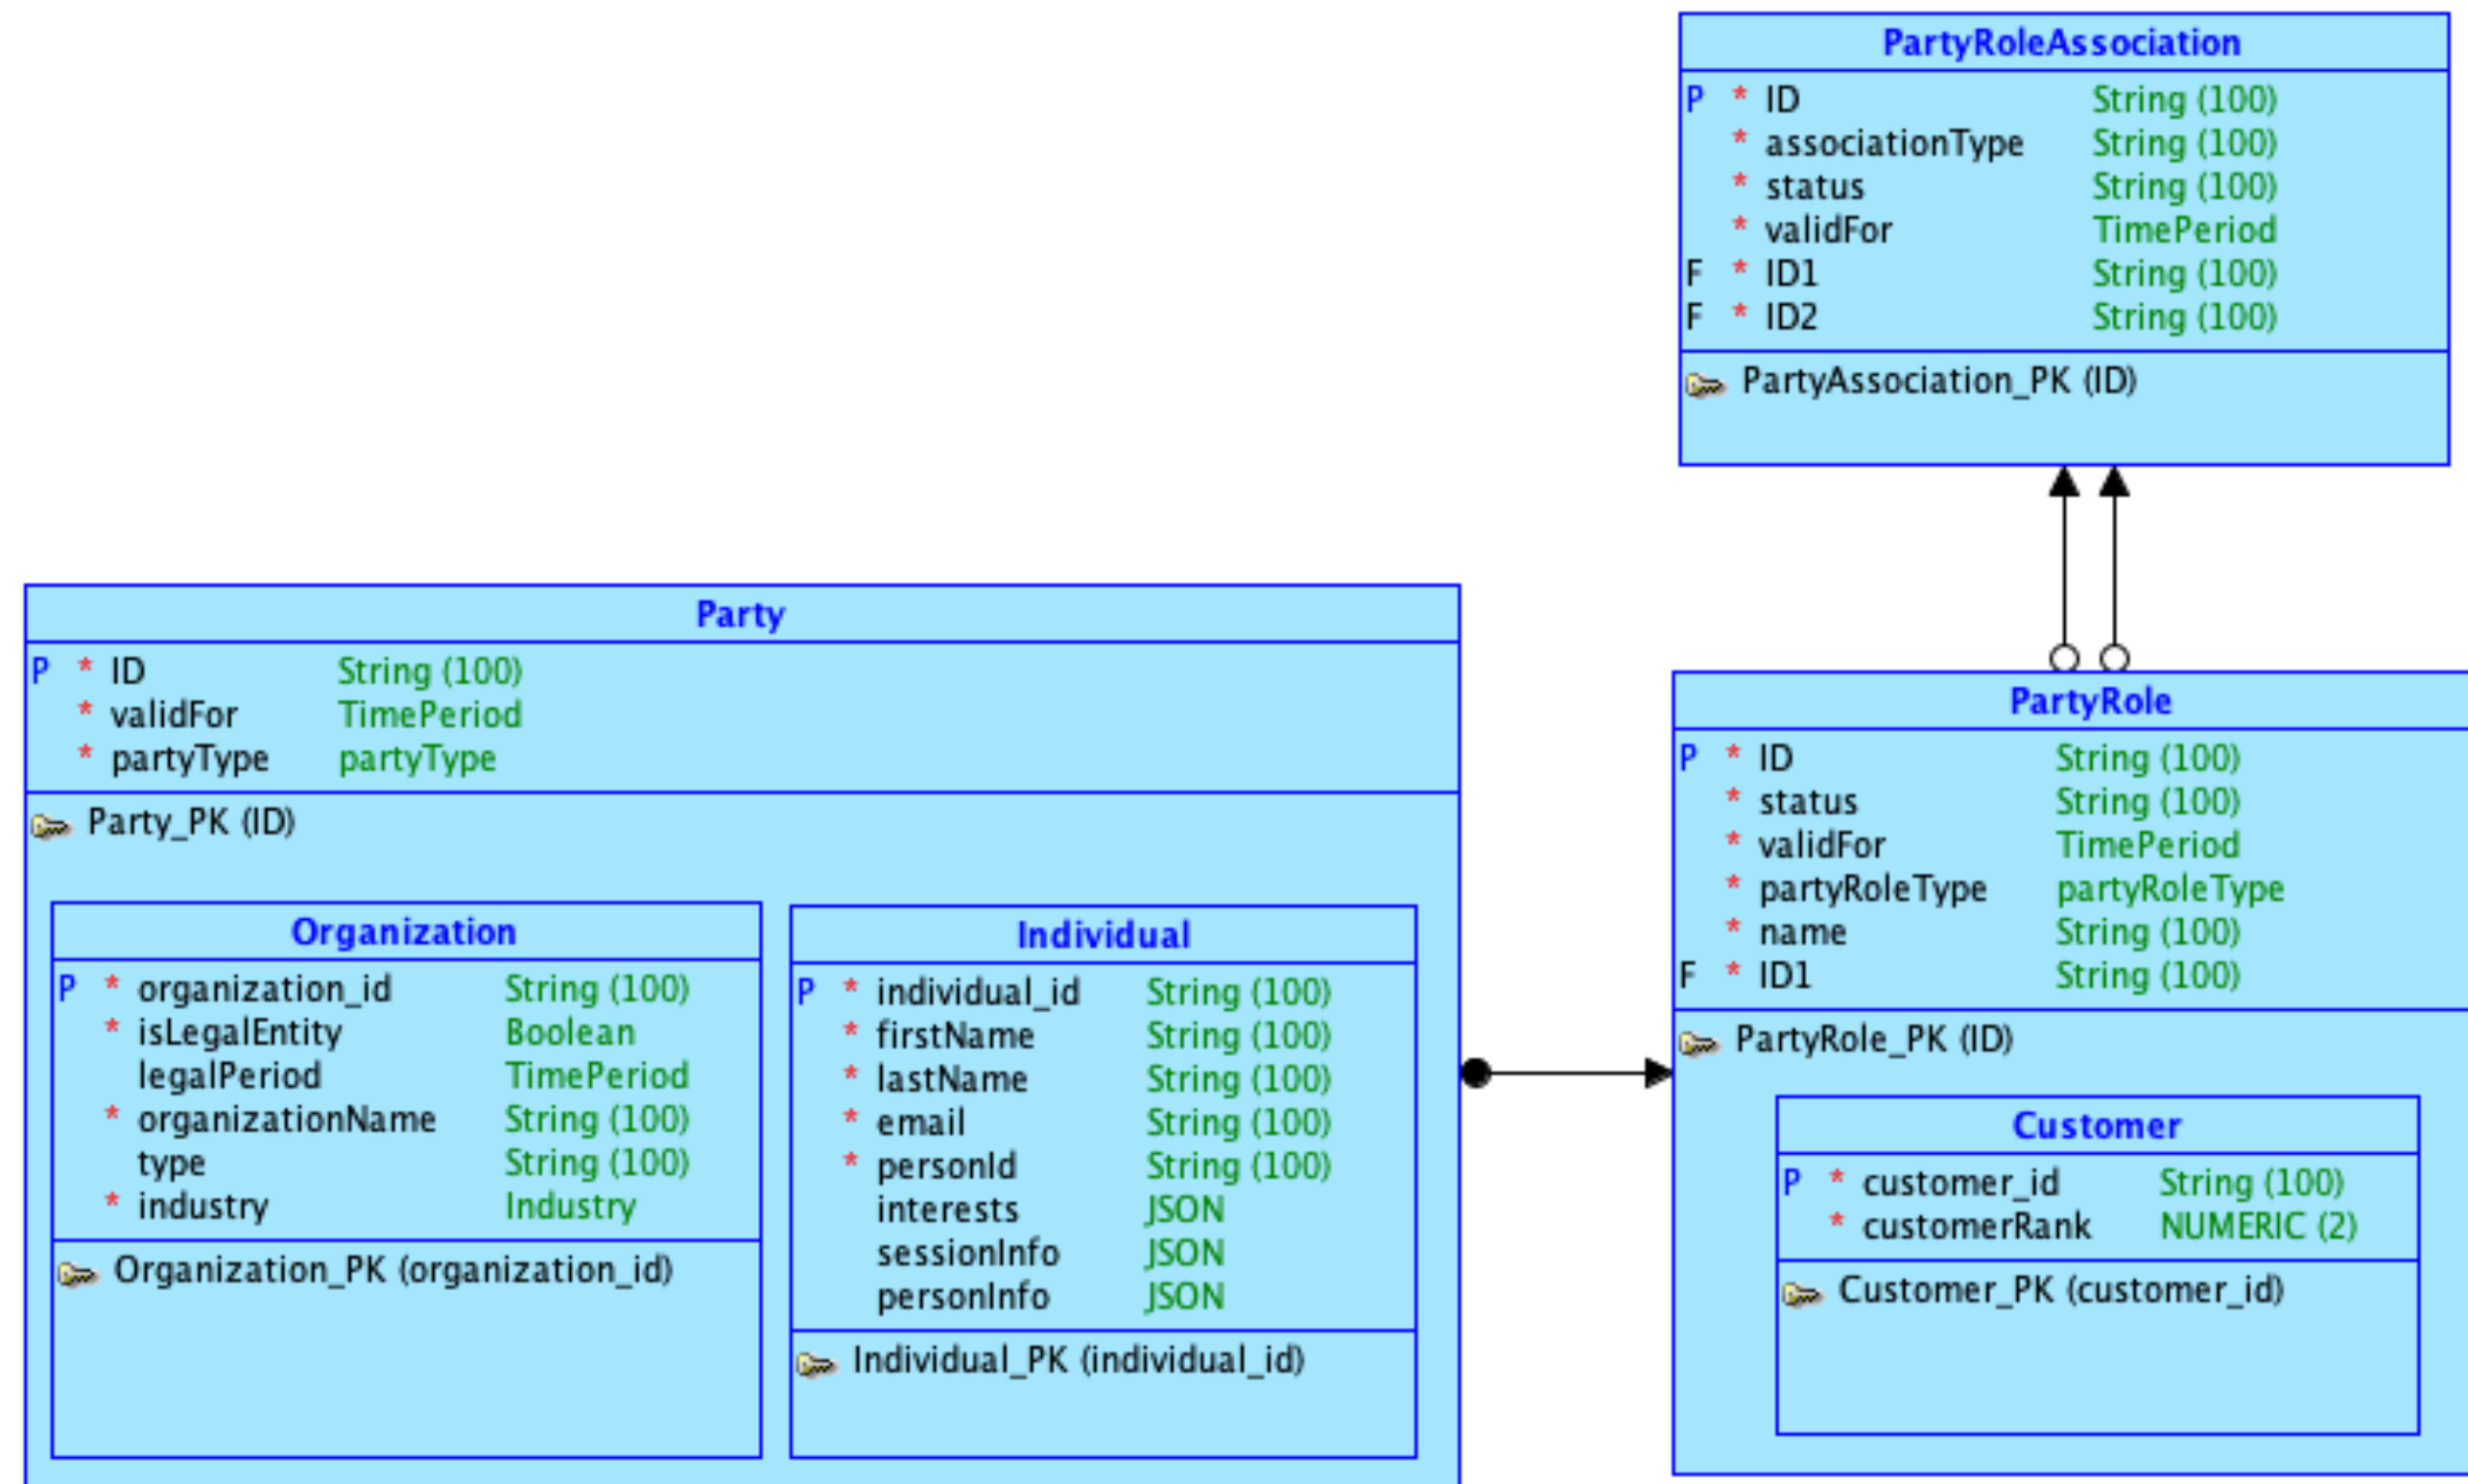 PartyRoleAssociation
P * ID String (100)
* associationType String (100)
* status String (100)
* validFor TimePeriod
F * ID1 String (100)
F * ID2 String (100)
PartyAssociation_PK (ID)
Party
P * ID String (100)
* validFor TimePeriod
* partyType partyType
Party_PK (ID)
Organization
P * organization_id String (100)
* isLegalEntity Boolean
legalPeriod TimePeriod
* organizationName String (100)
type String (100)
* industry Industry
Organization_PK (organization_id)
Individual
P * individual_id String (100)
* firstName String (100)
* lastName String (100)
* email String (100)
* personId String (100)
interests JSON
sessionInfo JSON
personInfo JSON
Individual_PK (individual_id)
PartyRole
P * ID String (100)
* status String (100)
* validFor TimePeriod
* partyRoleType partyRoleType
* name String (100)
F * ID1 String (100)
PartyRole_PK (ID)
Customer
P * customer_id String (100)
* customerRank NUMERIC (2)
Customer_PK (customer_id)